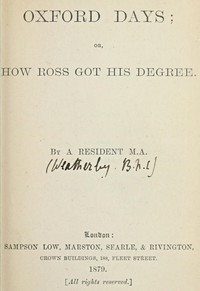 OXFORD DAYS;
OR,
HOW ROSS GOT HIS DEGREE.
BY A RESIDENT M.A.
(Weatherby. B.N.C)
London:
SAMPSON LOW, MARSTON, SEARLE, & RIVINGTON,
CROWN BUILDINGS, 188, FLEET STREET.
1879.
[All rights reserved.]